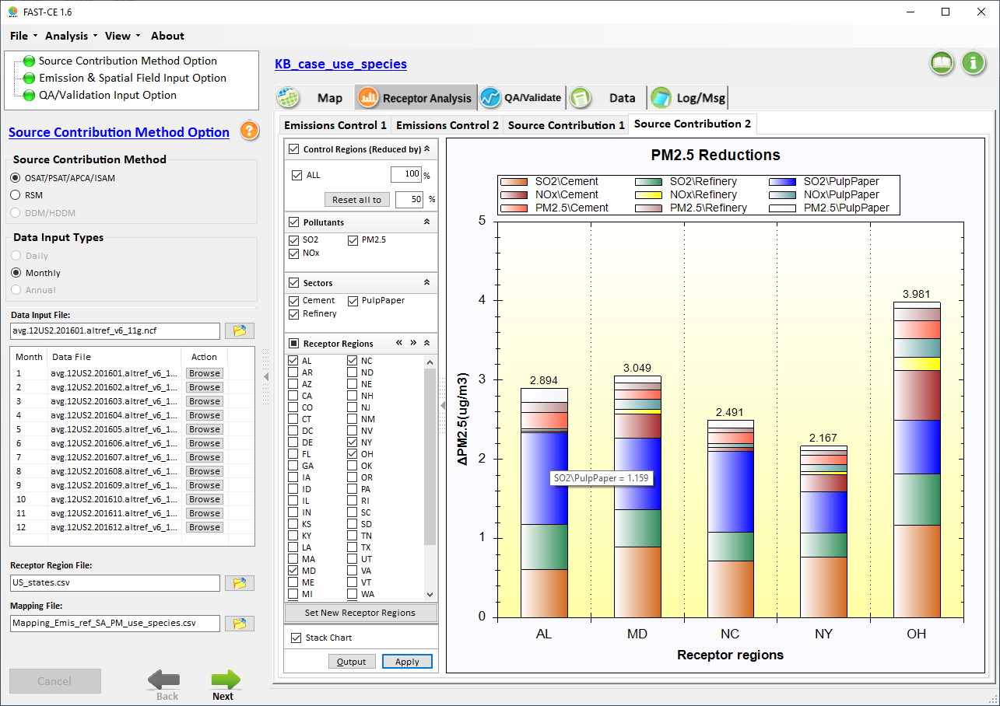 FAST-CE 1.6
File Analysis View About
Source Contribution Method Option
Emission & Spatial Field Input Option
QA/Validation Input Option
Source Contribution Method Option
?
Source Contribution Method
OSAT/PSAT/APCA/ISAM
RSM
DDM/HDDM
Data Input Types
Daily
Monthly
Annual
Data Input File:
avg.12US2.201601.altref_v6_11g.ncf
Month Data File Action
1 avg.12US2.201601.altref_v6_1... Browse
2 avg.12US2.201602.altref_v6_1... Browse
3 avg.12US2.201603.altref_v6_1... Browse
4 avg.12US2.201604.altref_v6_1... Browse
5 avg.12US2.201605.altref_v6_1... Browse
6 avg.12US2.201606.altref_v6_1... Browse
7 avg.12US2.201607.altref_v6_1... Browse
8 avg.12US2.201608.altref_v6_1... Browse
9 avg.12US2.201609.altref_v6_1... Browse
10 avg.12US2.201610.altref_v6_1... Browse
11 avg.12US2.201611.altref_v6_1... Browse
12 avg.12US2.201612.altref_v6_1... Browse
Receptor Region File:
US_states.csv
Mapping File:
Mapping_Emis_ref_SA_PM_use_species.csv
Cancel Back Next
KB_case_use_species
i
Map Receptor Analysis QA/Validate Data Log/Msg
Emissions Control 1 Emissions Control 2 Source Contribution 1 Source Contribution 2
Control Regions (Reduced by)
ALL 100 %
Reset all to 50 %
Pollutants
SO2 PM2.5
NOx
Sectors
Cement PulpPaper
Refinery
Receptor Regions « »
AL NC
AR ND
AZ NE
CA NH
CO NJ
CT NM
DC NV
DE NY
FL OH
GA OK
IA OR
ID PA
IL RI
IN SC
KS SD
KY TN
LA TX
MA UT
MD VA
ME VT
MI WA
Set New Receptor Regions
Stack Chart
Output Apply
PM2.5 Reductions
SO2\Cement SO2\Refinery SO2\PulpPaper
NOx\Cement NOx\Refinery NOx\PulpPaper
PM2.5\Cement PM2.5\Refinery PM2.5\PulpPaper
ΔPM2.5(ug/m3)
5
4
3
2
1
0
2.894
3.049
2.491
2.167
3.981
SO2\PulpPaper = 1.159
AL MD NC NY OH
Receptor regions